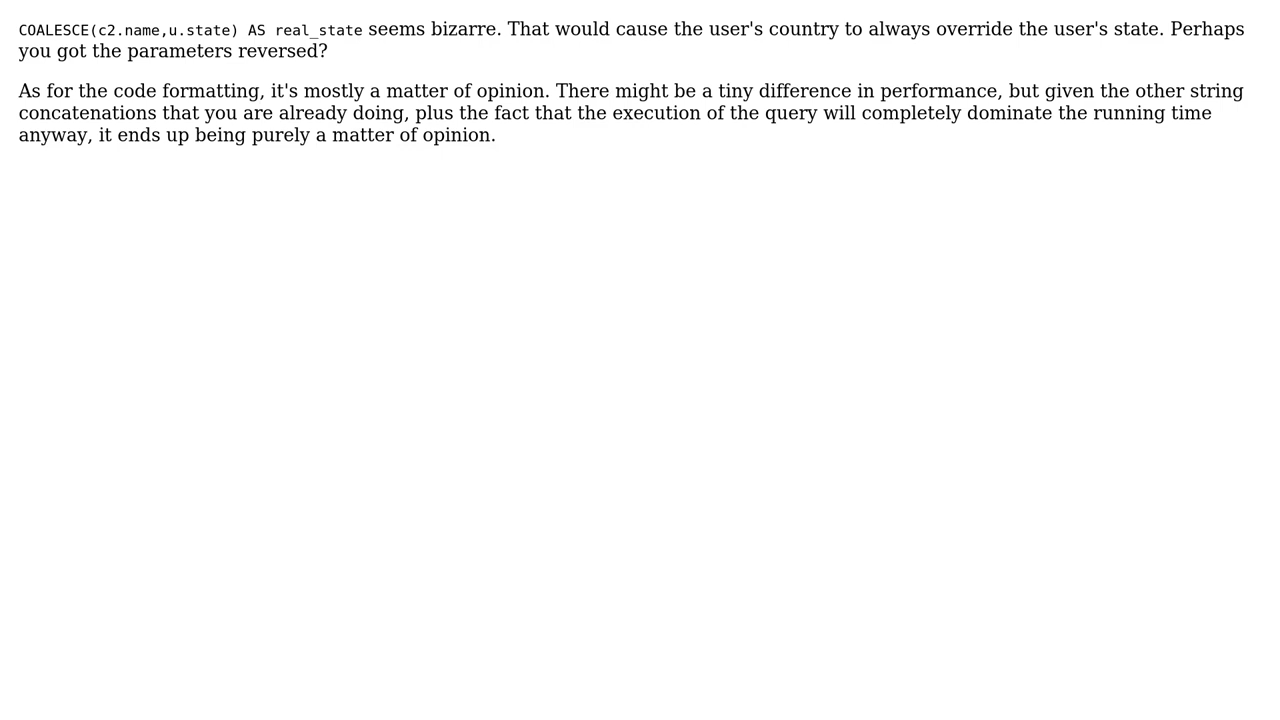 COALESCE(c2.name,u.state) AS real_state seems bizarre. That would cause the user's country to always override the user's state. Perhaps
you got the parameters reversed?
As for the code formatting, it's mostly a matter of opinion. There might be a tiny difference in performance, but given the other string
concatenations that you are already doing, plus the fact that the execution of the query will completely dominate the running time
anyway, it ends up being purely a matter of opinion.